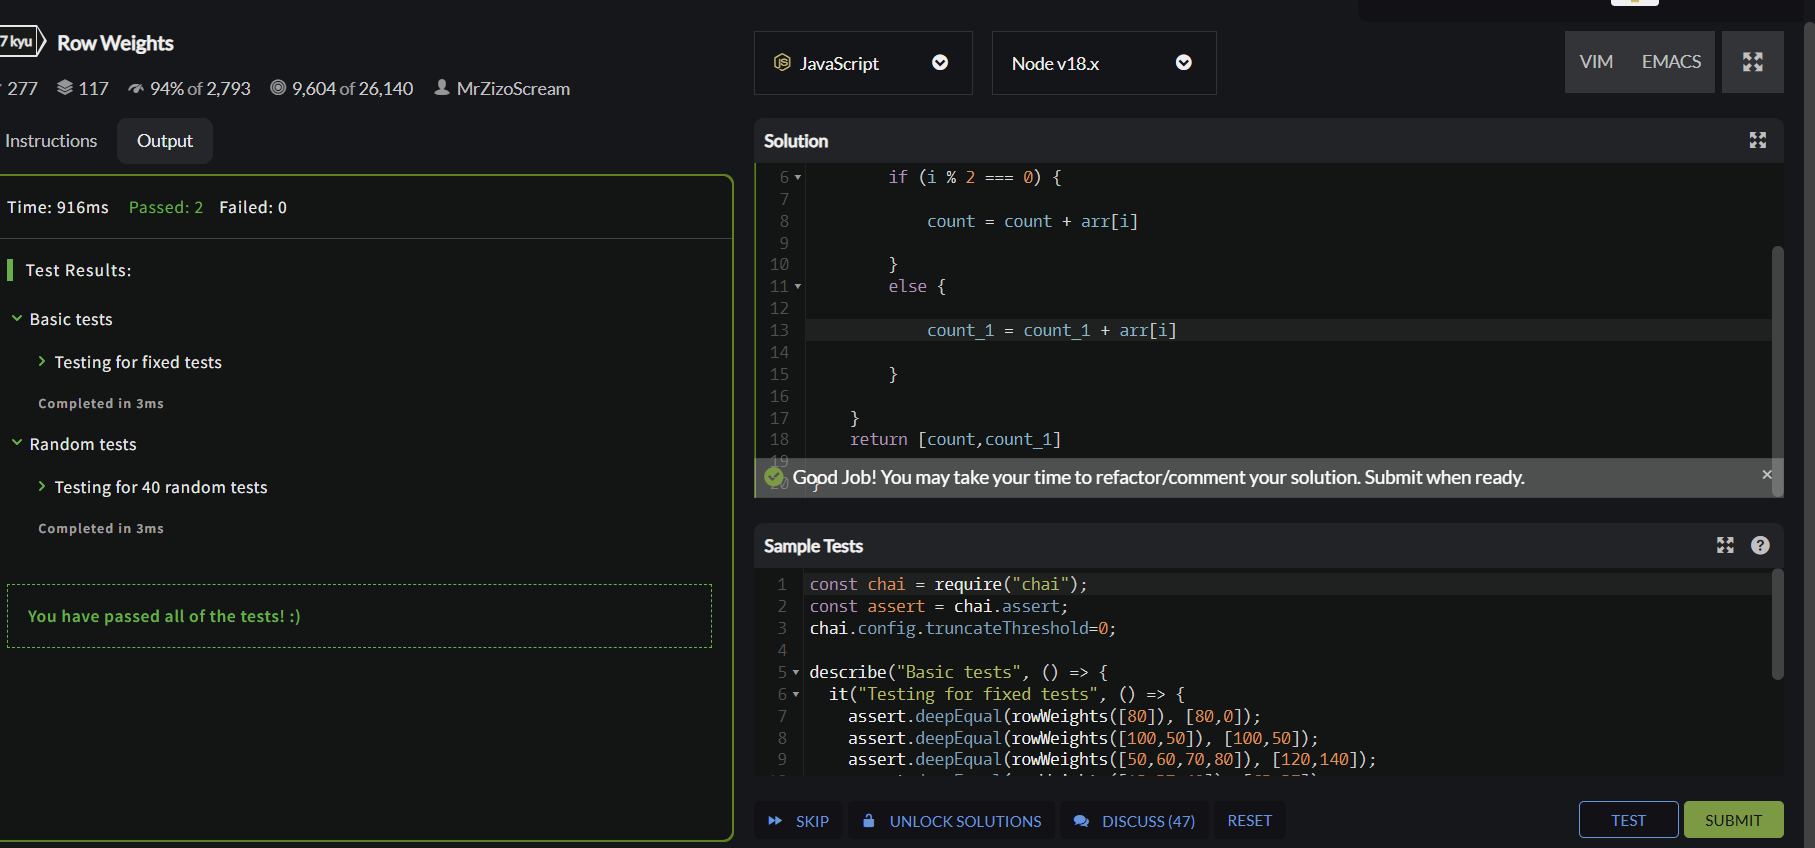 7 kyu Row Weights
277 117 94% of 2,793 9,604 of 26,140 MrZizoScream
Instructions Output
Time: 916ms Passed: 2 Failed: 0
Test Results:
Basic tests
Testing for fixed tests
Completed in 3ms
Random tests
Testing for 40 random tests
Completed in 3ms
You have passed all of the tests! :)
JS JavaScript
Node v18.x
VIM EMACS
Solution
6 if (i % 2 === 0) {
7
8 count = count + arr[i]
9
10 }
11 else {
12
13 count_1 = count_1 + arr[i]
14
15 }
16
17 }
18 return [count,count_1]
19
20 }
Good Job! You may take your time to refactor/comment your solution. Submit when ready. ×
Sample Tests ?
1 const chai = require("chai");
2 const assert = chai.assert;
3 chai.config.truncateThreshold=0;
4
5 describe("Basic tests", () => {
6 it("Testing for fixed tests", () => {
7 assert.deepEqual(rowWeights([80]), [80,0]);
8 assert.deepEqual(rowWeights([100,50]), [100,50]);
9 assert.deepEqual(rowWeights([50,60,70,80]), [120,140]);
SKIP UNLOCK SOLUTIONS DISCUSS (47) RESET TEST SUBMIT